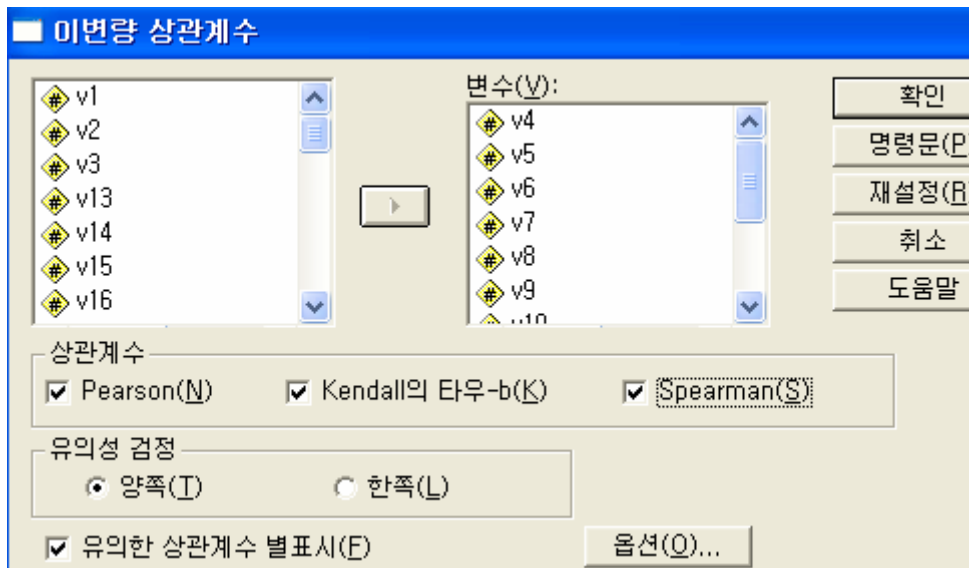 이변량 상관계수
v1
v2
v3
v13
v14
v15
v16
변수(V):
v4
v5
v6
v7
v8
v9
v10
확인
명령문(P
재설정(R)
취소
도움말
상관계수
Pearson(N)
Kendall의 타우-b(K)
Spearman(S)
유의성 검정
양쪽(T)
한쪽(L)
유의한 상관계수 별표시(F)
옵션(O)...